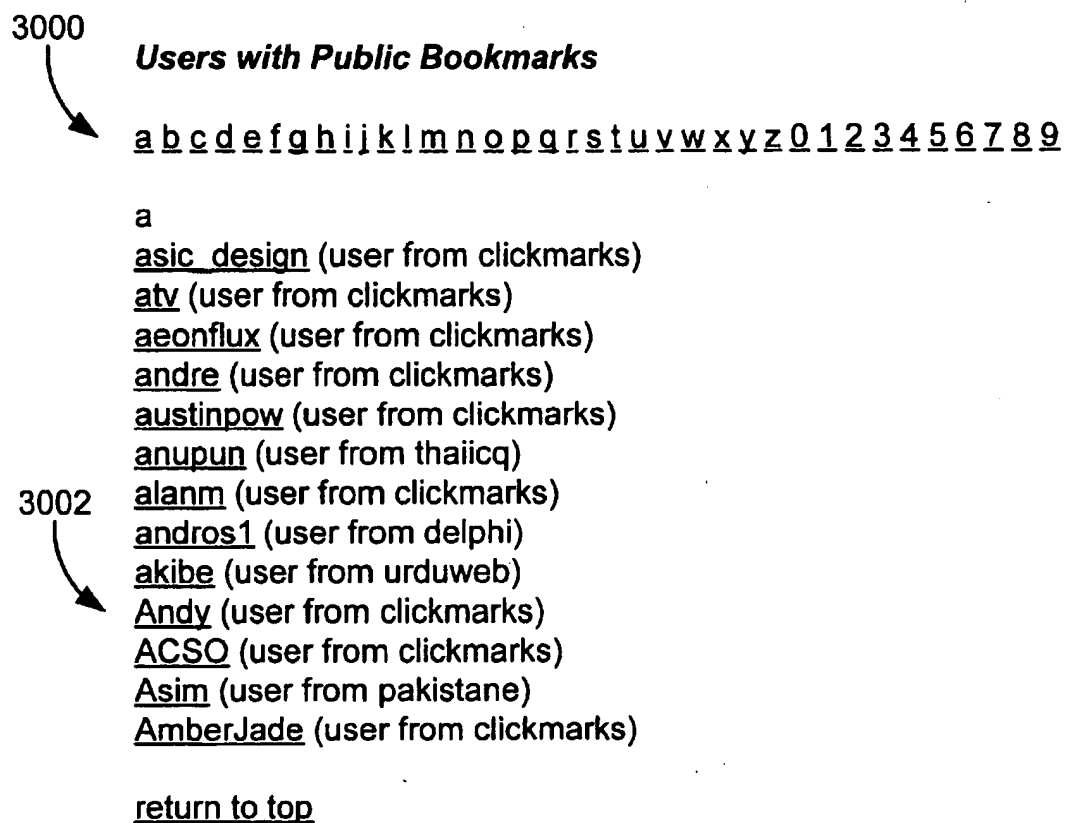 3000
Users with Public Bookmarks
a b c d e f g h i j k l m n o p q r s t u v w x y z 0 1 2 3 4 5 6 7 8 9
a
asic_design (user from clickmarks)
atv (user from clickmarks)
aeonflux (user from clickmarks)
andre (user from clickmarks)
austinpow (user from clickmarks)
anupun (user from thaiicq)
3002
alanm (user from clickmarks)
andros1 (user from delphi)
akibe (user from urduweb)
Andy (user from clickmarks)
ACSO (user from clickmarks)
Asim (user from pakistane)
AmberJade (user from clickmarks)
return to top